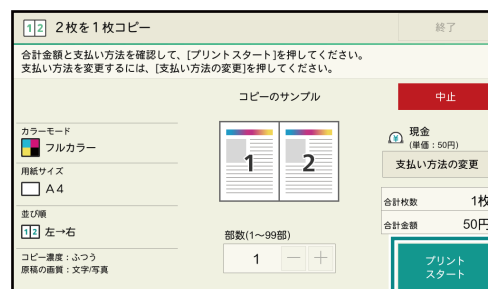 12 2枚を1枚コピー
終了
合計金額と支払い方法を確認して、[プリントスタート]を押してください。
支払い方法を変更するには、[支払い方法の変更]を押してください。
コピーのサンプル
中止
カラーモード
フルカラー
用紙サイズ
A4
並び順
12 左→右
コピー濃度：ふつう
原稿の画質：文字/写真
1 2
部数(1～99部)
1 － ＋
¥ 現金
(単価：50円)
支払い方法の変更
合計枚数 1枚
合計金額 50円
プリント
スタート